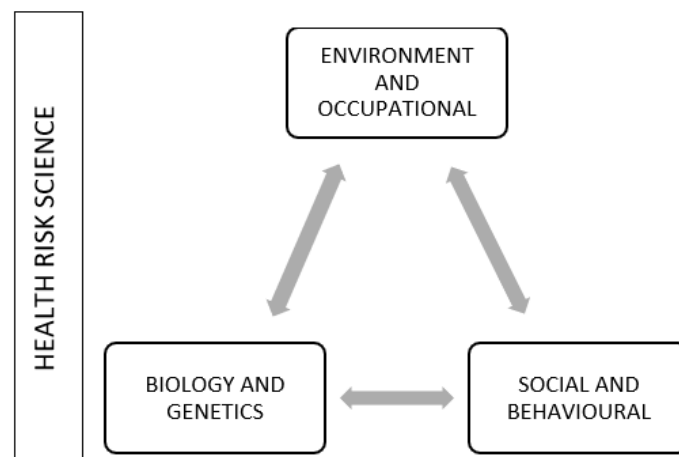 HEALTH RISK SCIENCE
ENVIRONMENT
AND
OCCUPATIONAL
BIOLOGY AND
GENETICS
SOCIAL AND
BEHAVIOURAL